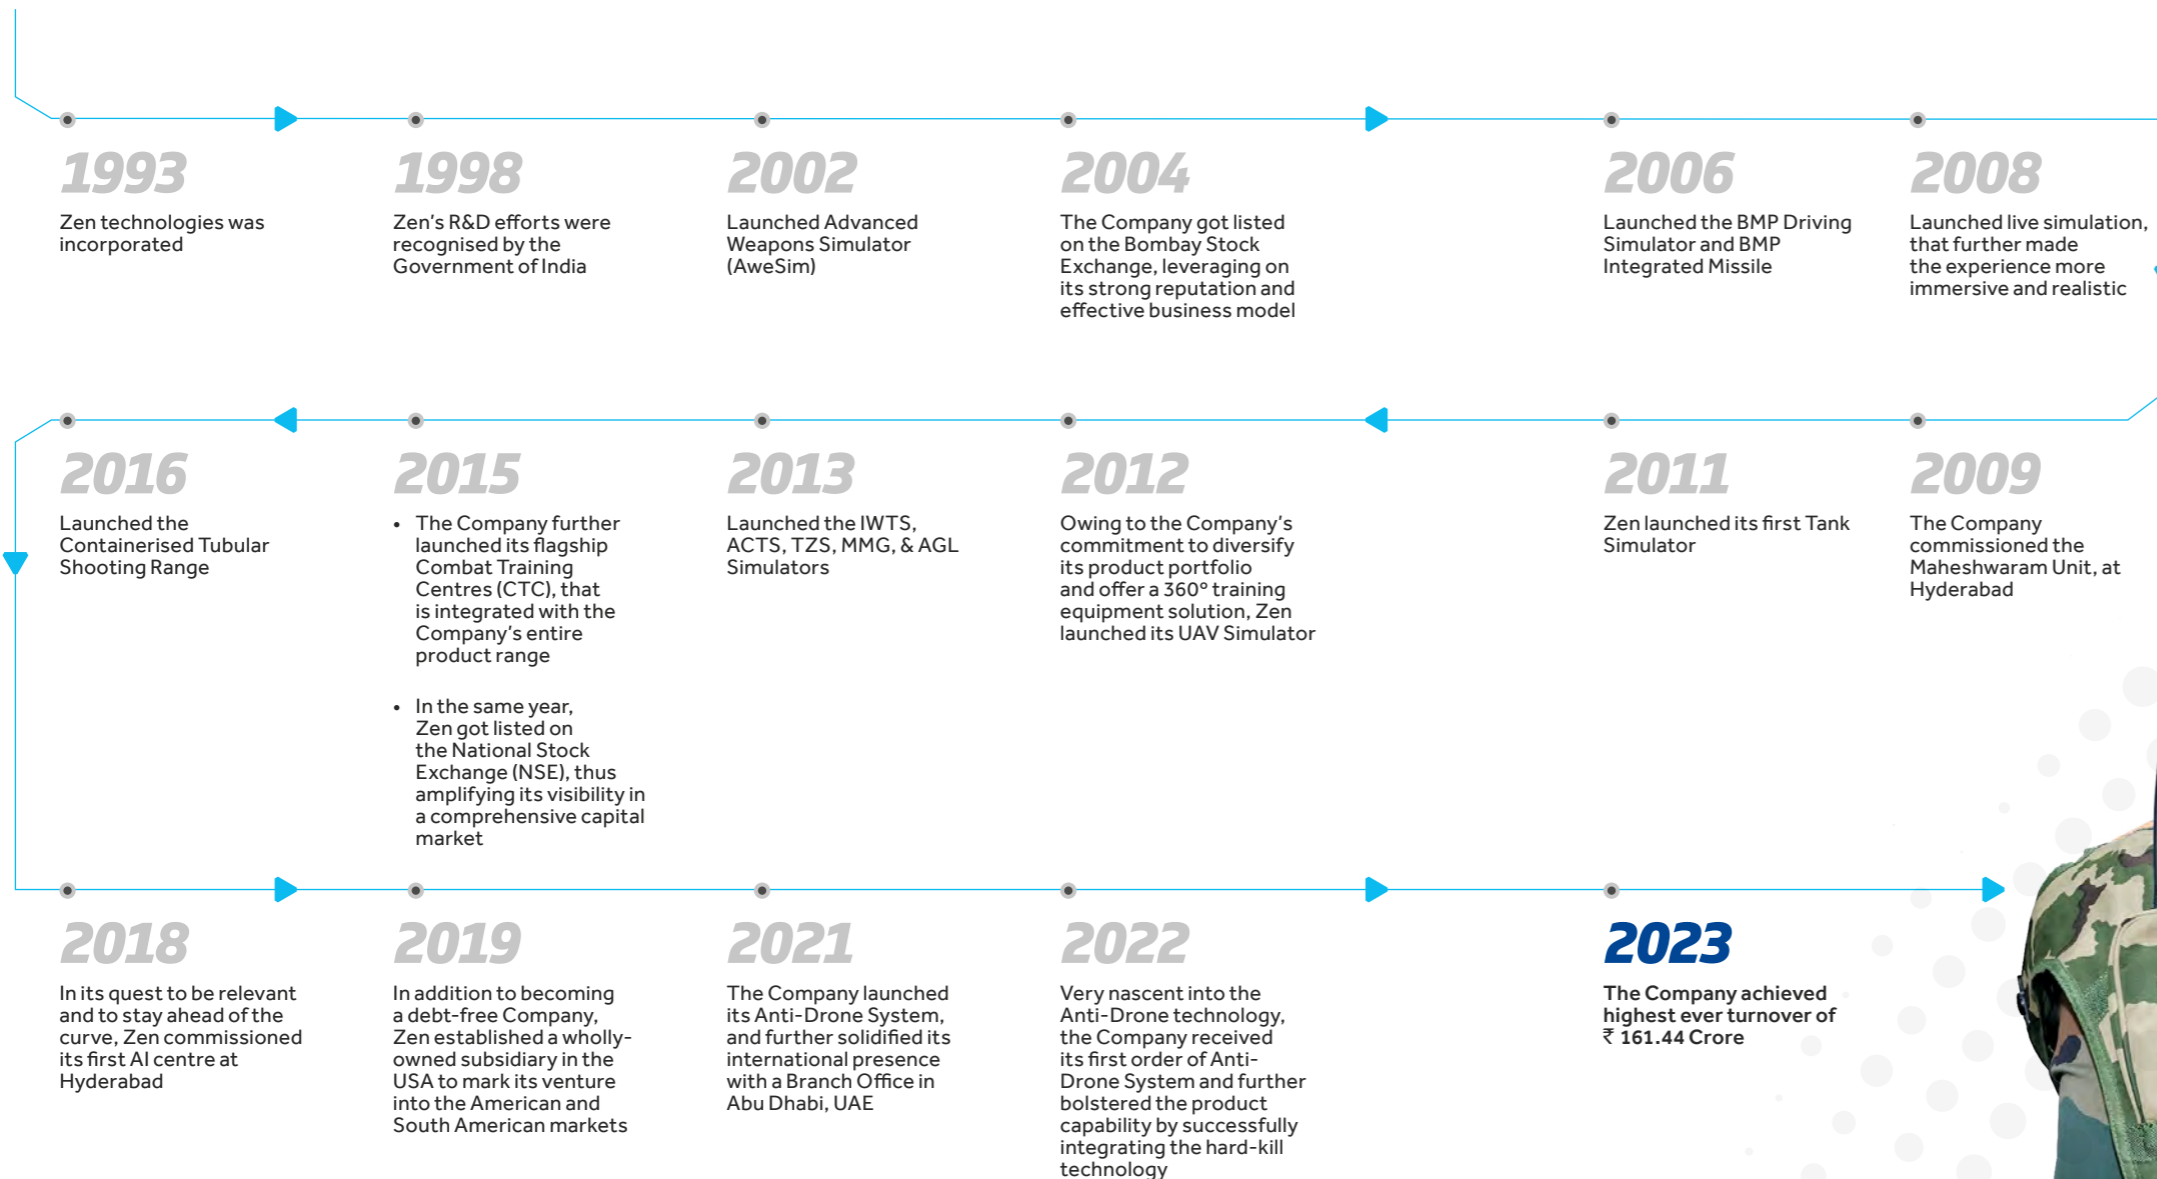 1993
Zen technologies was
incorporated
1998
Zen's R&D efforts were
recognised by the
Government of India
2002
Launched Advanced
Weapons Simulator
(AweSim)
2004
The Company got listed
on the Bombay Stock
Exchange, leveraging on
its strong reputation and
effective business model
2006
Launched the BMP Driving
Simulator and BMP
Integrated Missile
2008
Launched live simulation,
that further made
the experience more
immersive and realistic
2016
Launched the
Containerised Tubular
Shooting Range
2015
• The Company further
launched its flagship
Combat Training
Centres (CTC), that
is integrated with the
Company's entire
product range
• In the same year,
Zen got listed on
the National Stock
Exchange (NSE), thus
amplifying its visibility in
a comprehensive capital
market
2013
Launched the IWTS,
ACTS, TZS, MMG, & AGL
Simulators
2012
Owing to the Company's
commitment to diversify
its product portfolio
and offer a 360° training
equipment solution, Zen
launched its UAV Simulator
2011
Zen launched its first Tank
Simulator
2009
The Company
commissioned the
Maheshwaram Unit, at
Hyderabad
2018
In its quest to be relevant
and to stay ahead of the
curve, Zen commissioned
its first AI centre at
Hyderabad
2019
In addition to becoming
a debt-free Company,
Zen established a wholly-
owned subsidiary in the
USA to mark its venture
into the American and
South American markets
2021
The Company launched
its Anti-Drone System,
and further solidified its
international presence
with a Branch Office in
Abu Dhabi, UAE
2022
Very nascent into the
Anti-Drone technology,
the Company received
its first order of Anti-
Drone System and further
bolstered the product
capability by successfully
integrating the hard-kill
technology
2023
The Company achieved
highest ever turnover of
₹ 161.44 Crore